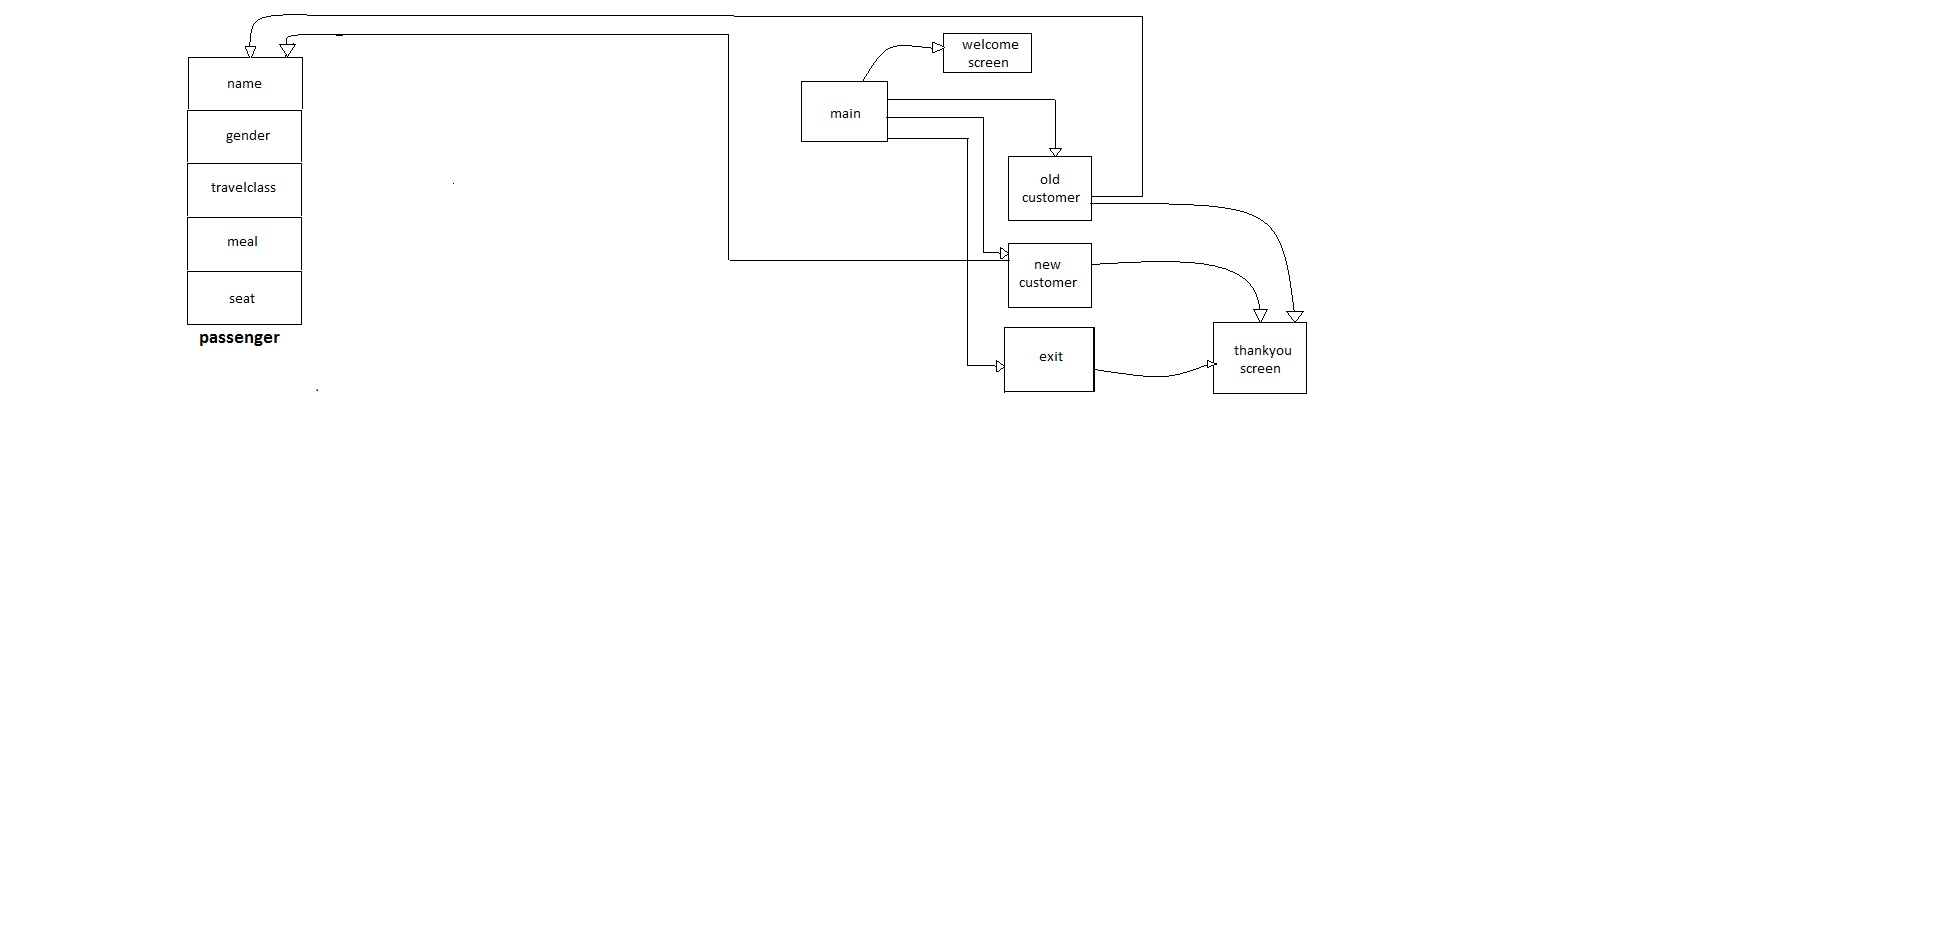 name
gender
travelclass
meal
seat
passenger
welcome
screen
main
old
customer
new
customer
exit
thankyou
screen